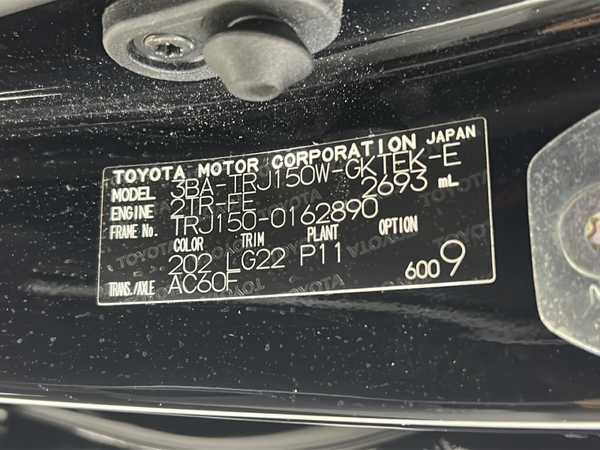 TOYOTA MOTOR CORPORATION JAPAN
MODEL 3BA-TRJ150W-GKTEK-E
ENGINE 2TR-FE 2693 mL
FRAME No. TRJ150-0162890
COLOR TRIM PLANT OPTION
202 LG22 P11
TRANS./AXLE AC60F 6009